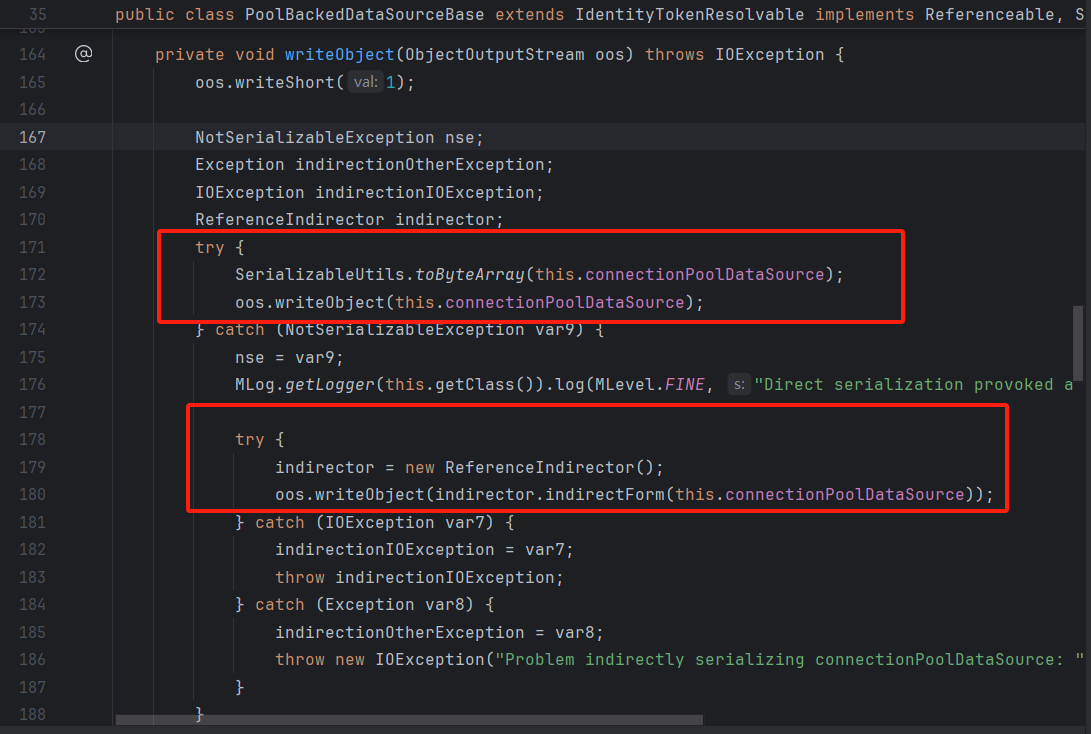 35 public class PoolBackedDataSourceBase extends IdentityTokenResolvable implements Referenceable, S
164 @ private void writeObject(ObjectOutputStream oos) throws IOException {
165 oos.writeShort( val: 1);
166
167 NotSerializableException nse;
168 Exception indirectionOtherException;
169 IOException indirectionIOException;
170 ReferenceIndirector indirector;
171 try {
172 SerializableUtils.toByteArray(this.connectionPoolDataSource);
173 oos.writeObject(this.connectionPoolDataSource);
174 } catch (NotSerializableException var9) {
175 nse = var9;
176 MLog.getLogger(this.getClass()).log(MLevel.FINE, s: "Direct serialization provoked a
177
178 try {
179 indirector = new ReferenceIndirector();
180 oos.writeObject(indirector.indirectForm(this.connectionPoolDataSource));
181 } catch (IOException var7) {
182 indirectionIOException = var7;
183 throw indirectionIOException;
184 } catch (Exception var8) {
185 indirectionOtherException = var8;
186 throw new IOException("Problem indirectly serializing connectionPoolDataSource: "
187 }
188 }